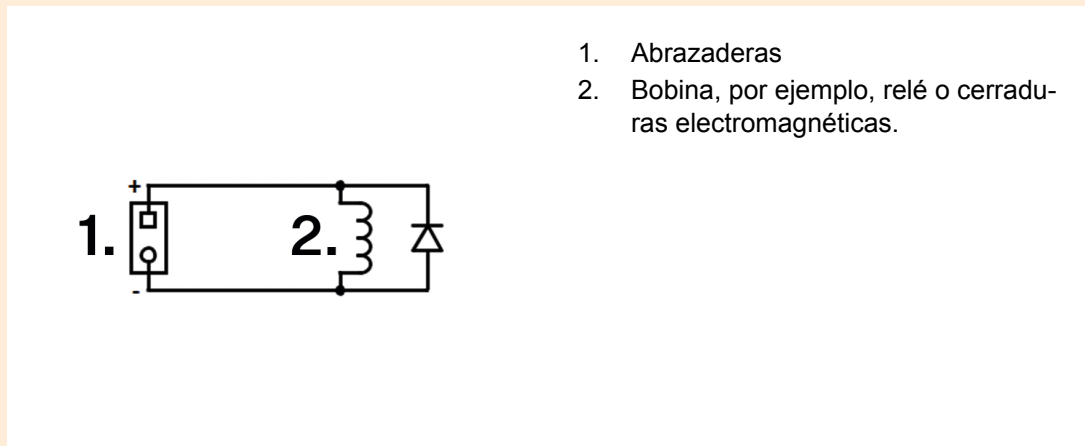 1. Abrazaderas
2. Bobina, por ejemplo, relé o cerradu-
ras electromagnéticas.
+
1.
2.
-